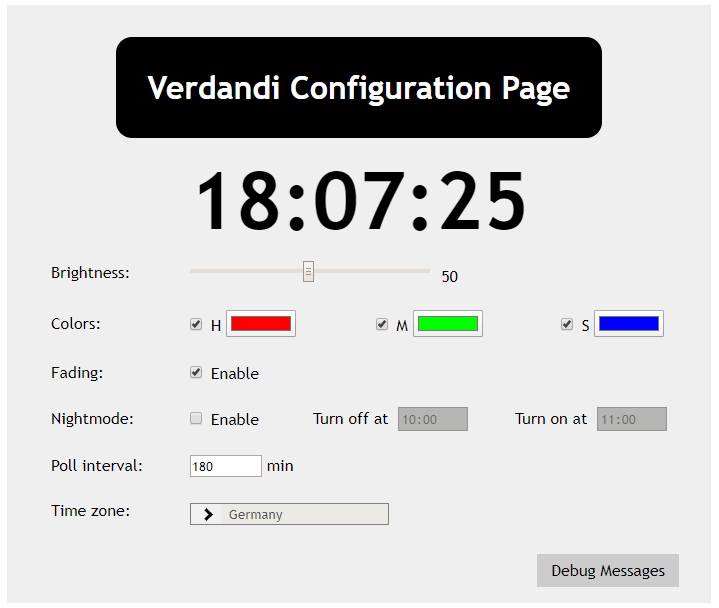 Verdandi Configuration Page
18:07:25
Brightness: 50
Colors: H M S
Fading: Enable
Nightmode: Enable Turn off at 10:00 Turn on at 11:00
Poll interval: 180 min
Time zone: Germany
Debug Messages